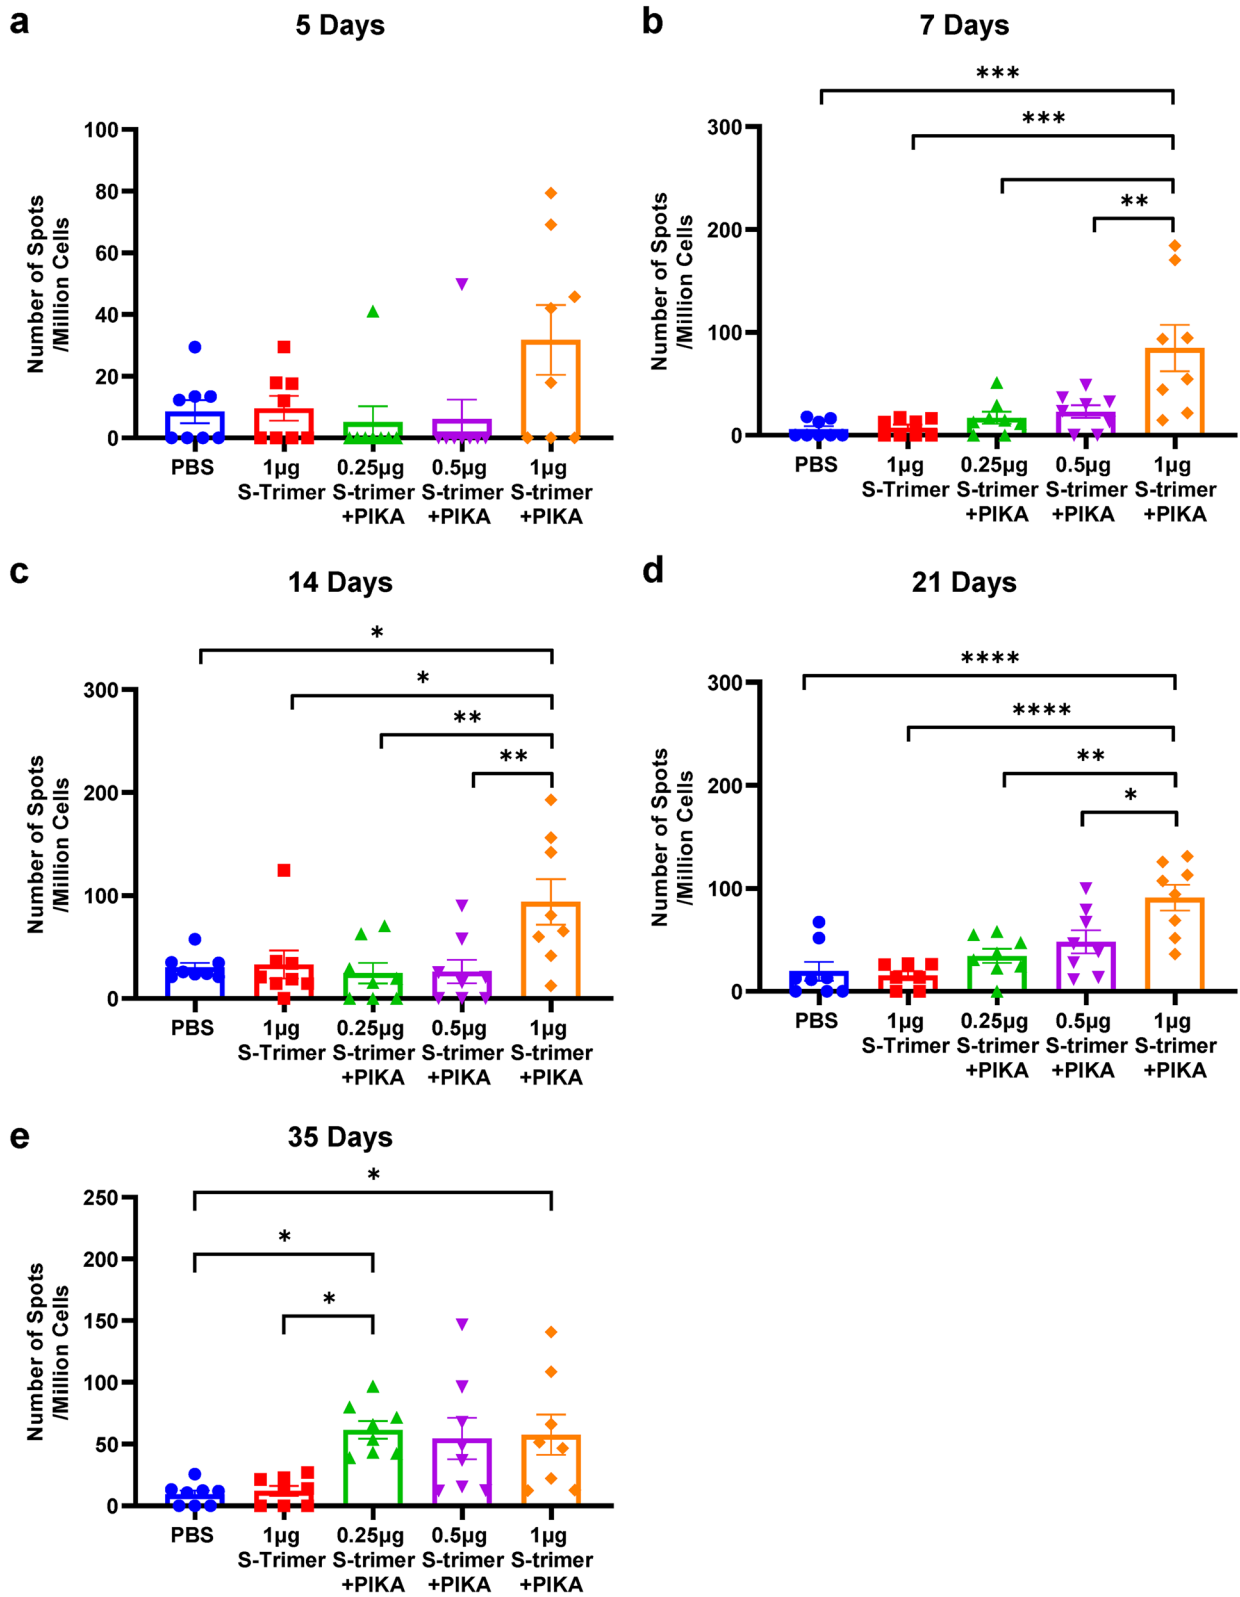 a
5 Days
Number of Spots
/Million Cells
100
80
60
40
20
0
PBS
1µg
S-Trimer
0.25µg
S-trimer
+PIKA
0.5µg
S-trimer
+PIKA
1µg
S-trimer
+PIKA
b
7 Days
***
***
**
Number of Spots
/Million Cells
300
200
100
0
PBS
1µg
S-Trimer
0.25µg
S-trimer
+PIKA
0.5µg
S-trimer
+PIKA
1µg
S-trimer
+PIKA
c
14 Days
*
*
**
**
Number of Spots
/Million Cells
300
200
100
0
PBS
1µg
S-Trimer
0.25µg
S-trimer
+PIKA
0.5µg
S-trimer
+PIKA
1µg
S-trimer
+PIKA
d
21 Days
****
****
**
*
Number of Spots
/Million Cells
300
200
100
0
PBS
1µg
S-Trimer
0.25µg
S-trimer
+PIKA
0.5µg
S-trimer
+PIKA
1µg
S-trimer
+PIKA
e
35 Days
*
*
*
Number of Spots
/Million Cells
250
200
150
100
50
0
PBS
1µg
S-Trimer
0.25µg
S-trimer
+PIKA
0.5µg
S-trimer
+PIKA
1µg
S-trimer
+PIKA